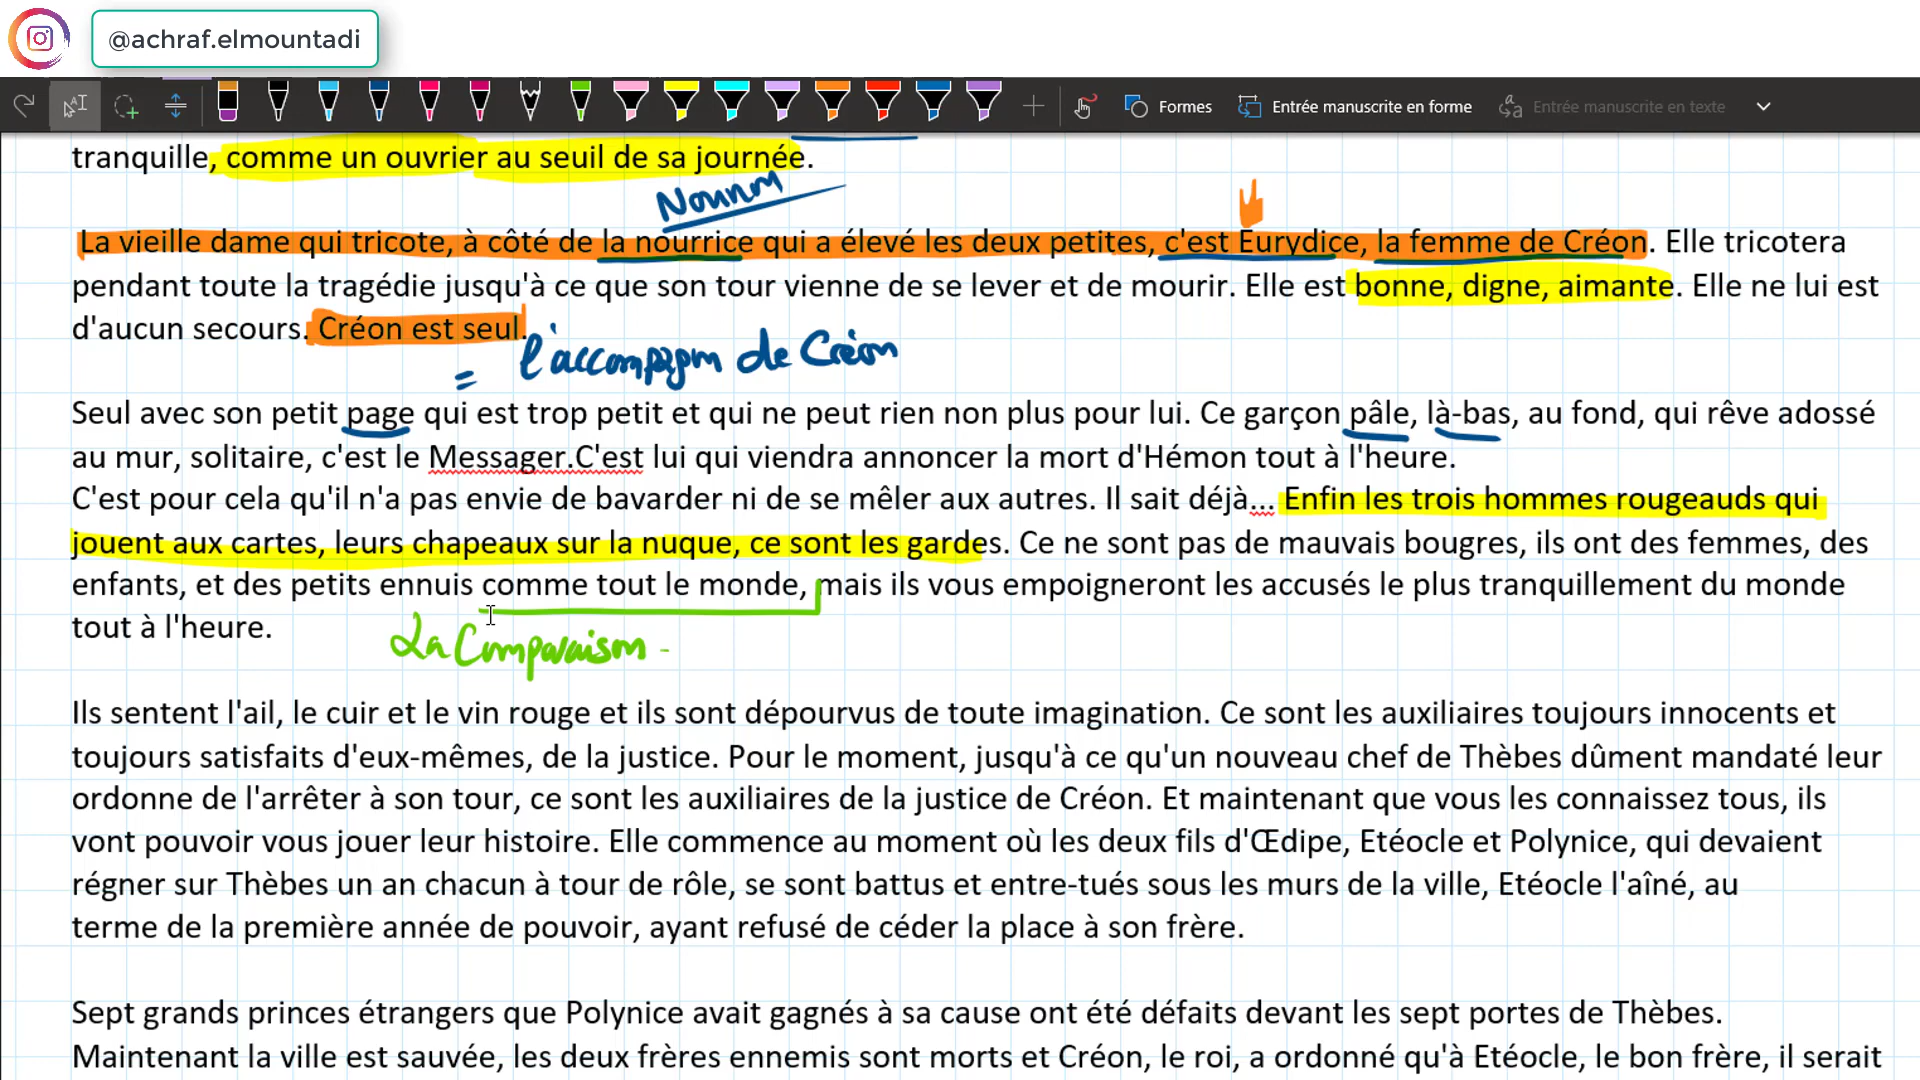 @achraf.elmountadi
Formes
Entrée manuscrite en forme
Entrée manuscrite en texte
tranquille, comme un ouvrier au seuil de sa journée.
La vieille dame qui tricote, à côté de la nourrice qui a élevé les deux petites, c'est Eurydice, la femme de Créon. Elle tricotera
pendant toute la tragédie jusqu'à ce que son tour vienne de se lever et de mourir. Elle est bonne, digne, aimante. Elle ne lui est
d'aucun secours. Créon est seul.
= l'accompagn de Créon
Seul avec son petit page qui est trop petit et qui ne peut rien non plus pour lui. Ce garçon pâle, là-bas, au fond, qui rêve adossé
au mur, solitaire, c'est le Messager.C'est lui qui viendra annoncer la mort d'Hémon tout à l'heure.
C'est pour cela qu'il n'a pas envie de bavarder ni de se mêler aux autres. Il sait déjà... Enfin les trois hommes rougeauds qui
jouent aux cartes, leurs chapeaux sur la nuque, ce sont les gardes. Ce ne sont pas de mauvais bougres, ils ont des femmes, des
enfants, et des petits ennuis comme tout le monde, mais ils vous empoigneront les accusés le plus tranquillement du monde
tout à l'heure.
La Comparaison -
Ils sentent l'ail, le cuir et le vin rouge et ils sont dépourvus de toute imagination. Ce sont les auxiliaires toujours innocents et
toujours satisfaits d'eux-mêmes, de la justice. Pour le moment, jusqu'à ce qu'un nouveau chef de Thèbes dûment mandaté leur
ordonne de l'arrêter à son tour, ce sont les auxiliaires de la justice de Créon. Et maintenant que vous les connaissez tous, ils
vont pouvoir vous jouer leur histoire. Elle commence au moment où les deux fils d'Œdipe, Etéocle et Polynice, qui devaient
régner sur Thèbes un an chacun à tour de rôle, se sont battus et entre-tués sous les murs de la ville, Etéocle l'aîné, au
terme de la première année de pouvoir, ayant refusé de céder la place à son frère.
Sept grands princes étrangers que Polynice avait gagnés à sa cause ont été défaits devant les sept portes de Thèbes.
Maintenant la ville est sauvée, les deux frères ennemis sont morts et Créon, le roi, a ordonné qu'à Etéocle, le bon frère, il serait